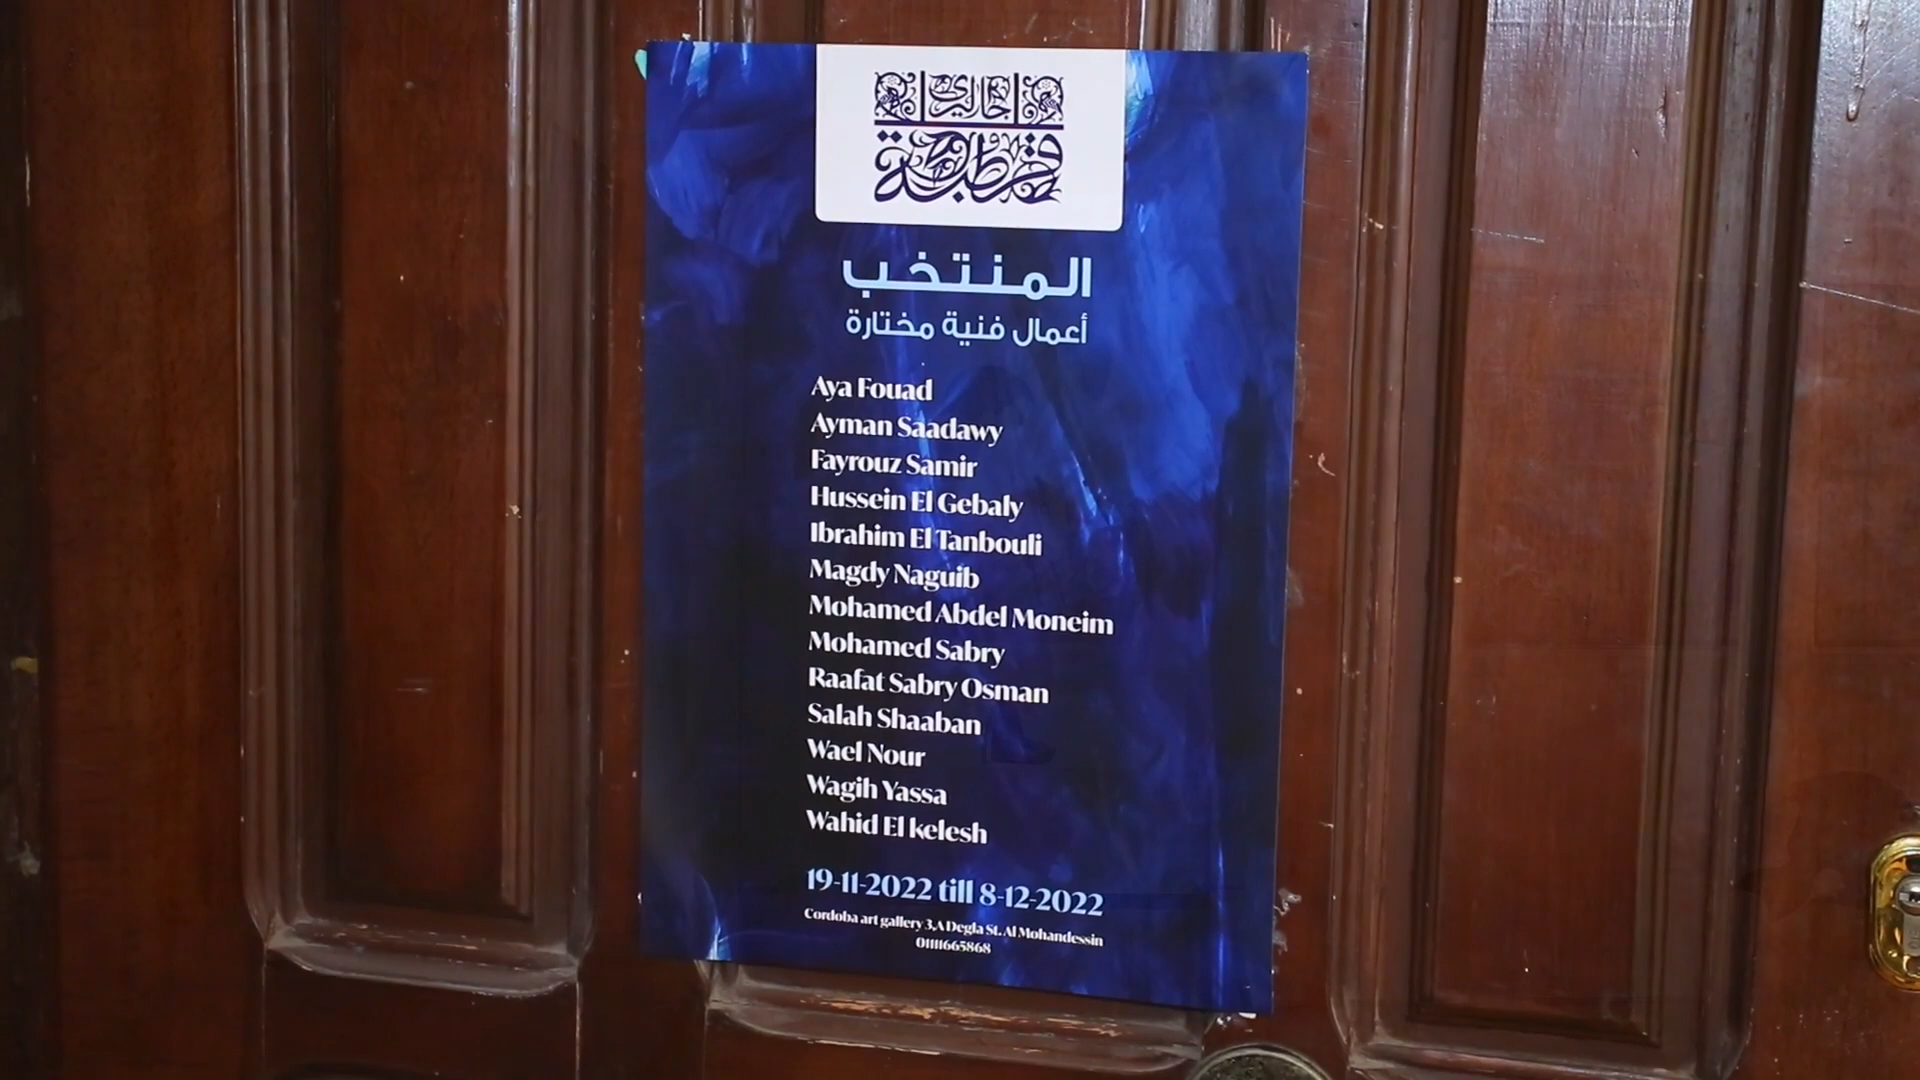 جاليري
قرطبة
المنتخب
أعمال فنية مختارة
Aya Fouad
Ayman Saadawy
Fayrouz Samir
Hussein El Gebaly
Ibrahim El Tanbouli
Magdy Naguib
Mohamed Abdel Moneim
Mohamed Sabry
Raafat Sabry Osman
Salah Shaaban
Wael Nour
Wagih Yassa
Wahid El kelesh
19-11-2022 till 8-12-2022
Cordoba art gallery 3,A Degla St. Al Mohandessin
01111665868